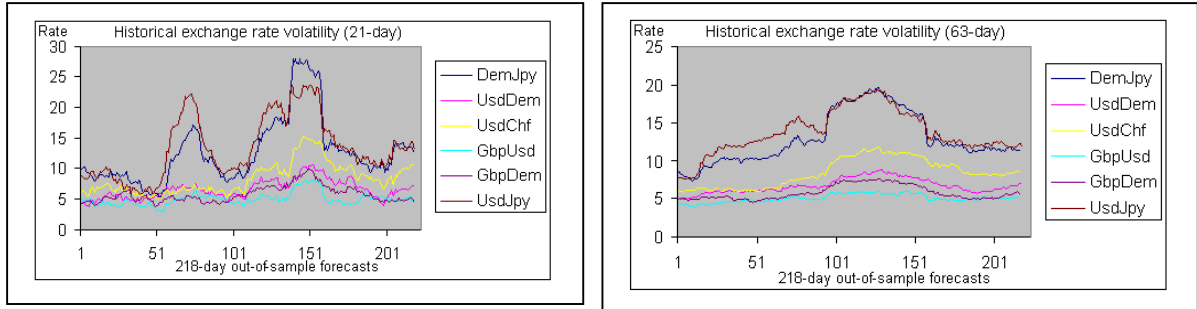 Rate Historical exchange rate volatility (21-day)
30
25
20
15
10
5
0
1 51 101 151 201
218-day out-of-sample forecasts
DemJpy
UsdDem
UsdChf
GbpUsd
GbpDem
UsdJpy
Rate Historical exchange rate volatility (63-day)
25
20
15
10
5
0
1 51 101 151 201
218-day out-of-sample forecasts
DemJpy
UsdDem
UsdChf
GbpUsd
GbpDem
UsdJpy